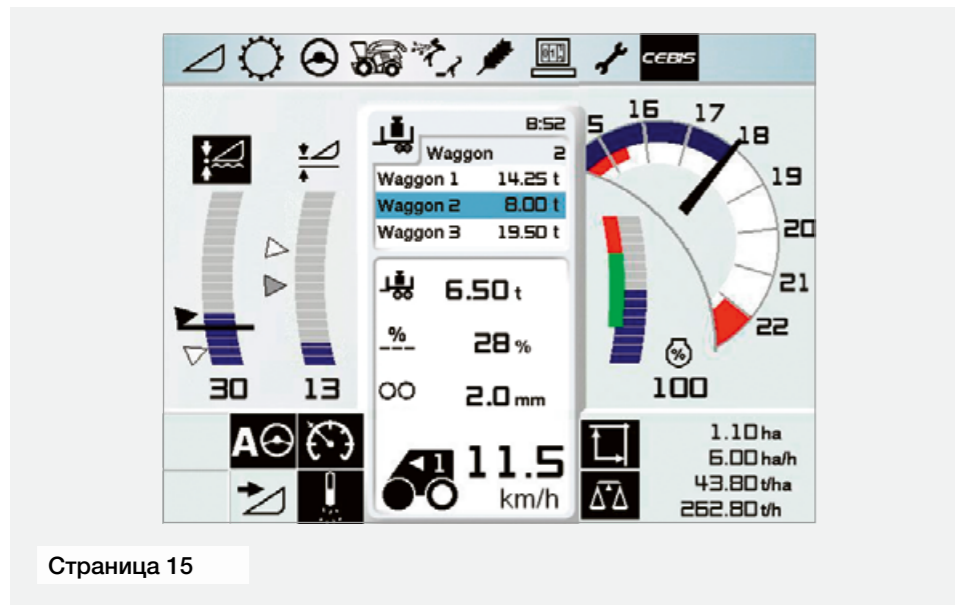 CEBIS
8:52
Waggon 2
Waggon 1 14.25 t
Waggon 2 8.00 t
Waggon 3 19.50 t
6.50 t
% 28 %
2.0 mm
1 11.5
km/h
30
13
A
5 16 17 18 19 20 21 22
%
100
1.10 ha
6.00 ha/h
43.80 t/ha
262.80 t/h
Страница 15